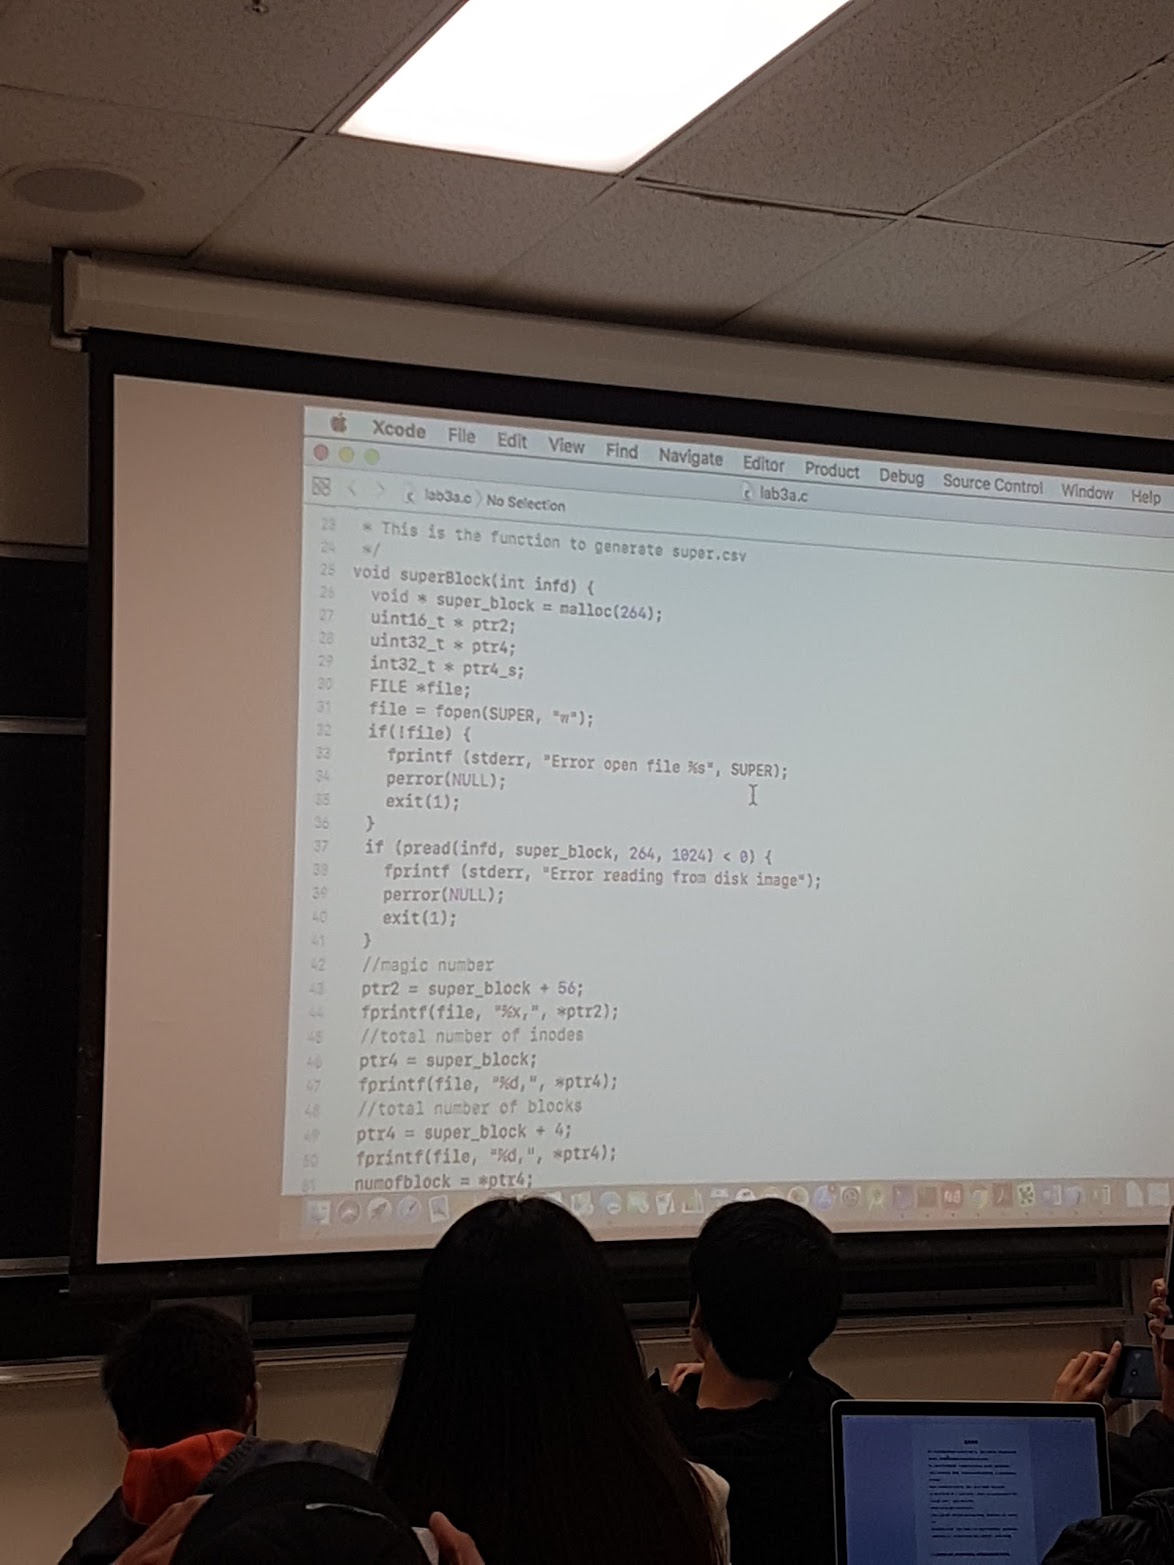 Xcode File Edit View Find Navigate Editor Product Debug Source Control Window Help
lab3a.c
lab3a.c No Selection
23 * This is the function to generate super.csv
24 */
25 void superBlock(int infd) {
26 void * super_block = malloc(264);
27 uint16_t * ptr2;
28 uint32_t * ptr4;
29 int32_t * ptr4_s;
30 FILE *file;
31 file = fopen(SUPER, "w");
32 if(!file) {
33 fprintf (stderr, "Error open file %s", SUPER);
34 perror(NULL);
35 exit(1);
36 }
37 if (pread(infd, super_block, 264, 1024) < 0) {
38 fprintf (stderr, "Error reading from disk image");
39 perror(NULL);
40 exit(1);
41 }
42 //magic number
43 ptr2 = super_block + 56;
44 fprintf(file, "%x,", *ptr2);
45 //total number of inodes
46 ptr4 = super_block;
47 fprintf(file, "%d,", *ptr4);
48 //total number of blocks
49 ptr4 = super_block + 4;
50 fprintf(file, "%d,", *ptr4);
51 numofblock = *ptr4;